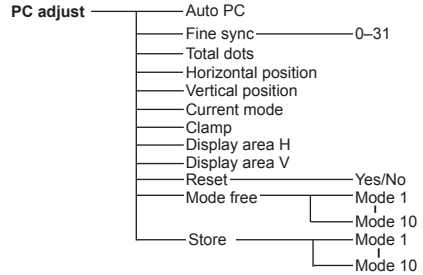 PC adjust Auto PC
Fine sync 0–31
Total dots
Horizontal position
Vertical position
Current mode
Clamp
Display area H
Display area V
Reset Yes/No
Mode free Mode 1
Mode 10
Store Mode 1
Mode 10